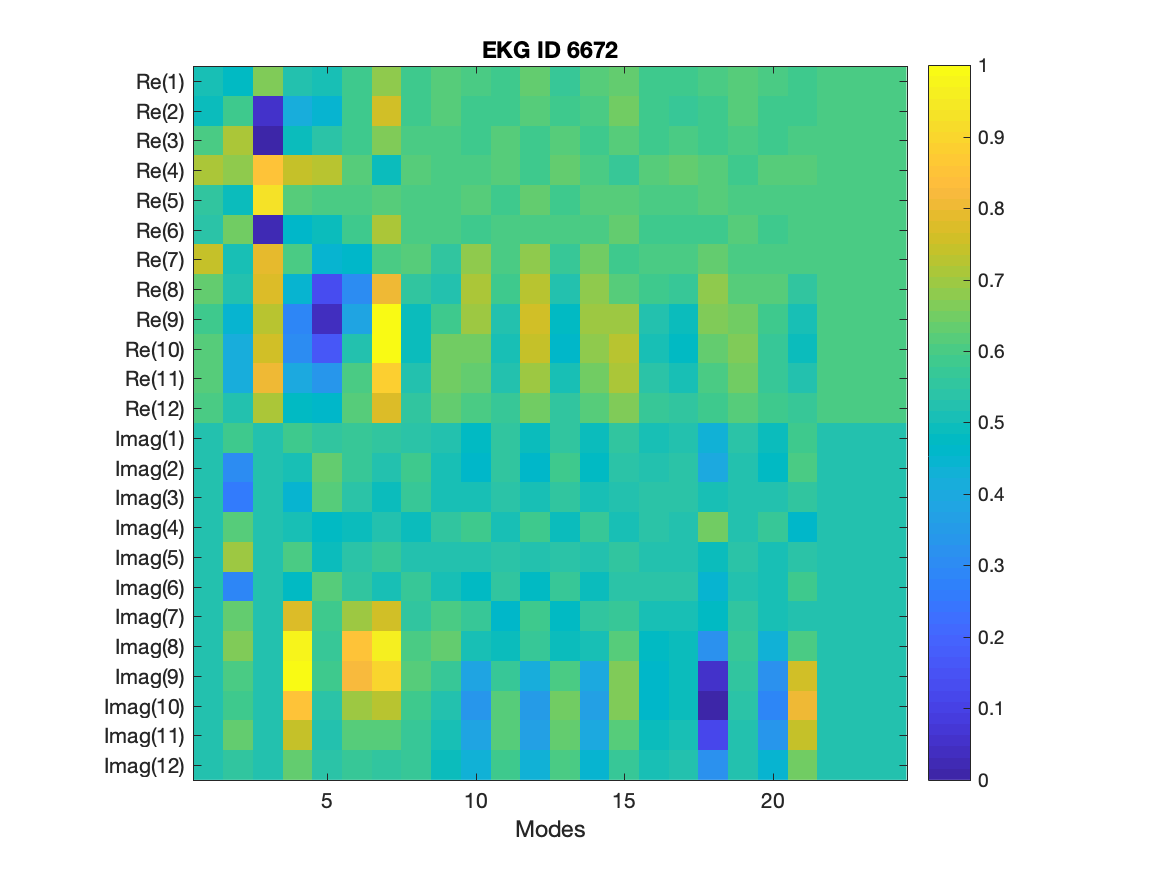 EKG ID 6672
Re(1)
Re(2)
Re(3)
Re(4)
Re(5)
Re(6)
Re(7)
Re(8)
Re(9)
Re(10)
Re(11)
Re(12)
Imag(1)
Imag(2)
Imag(3)
Imag(4)
Imag(5)
Imag(6)
Imag(7)
Imag(8)
Imag(9)
Imag(10)
Imag(11)
Imag(12)
5 10 15 20
Modes
1
0.9
0.8
0.7
0.6
0.5
0.4
0.3
0.2
0.1
0